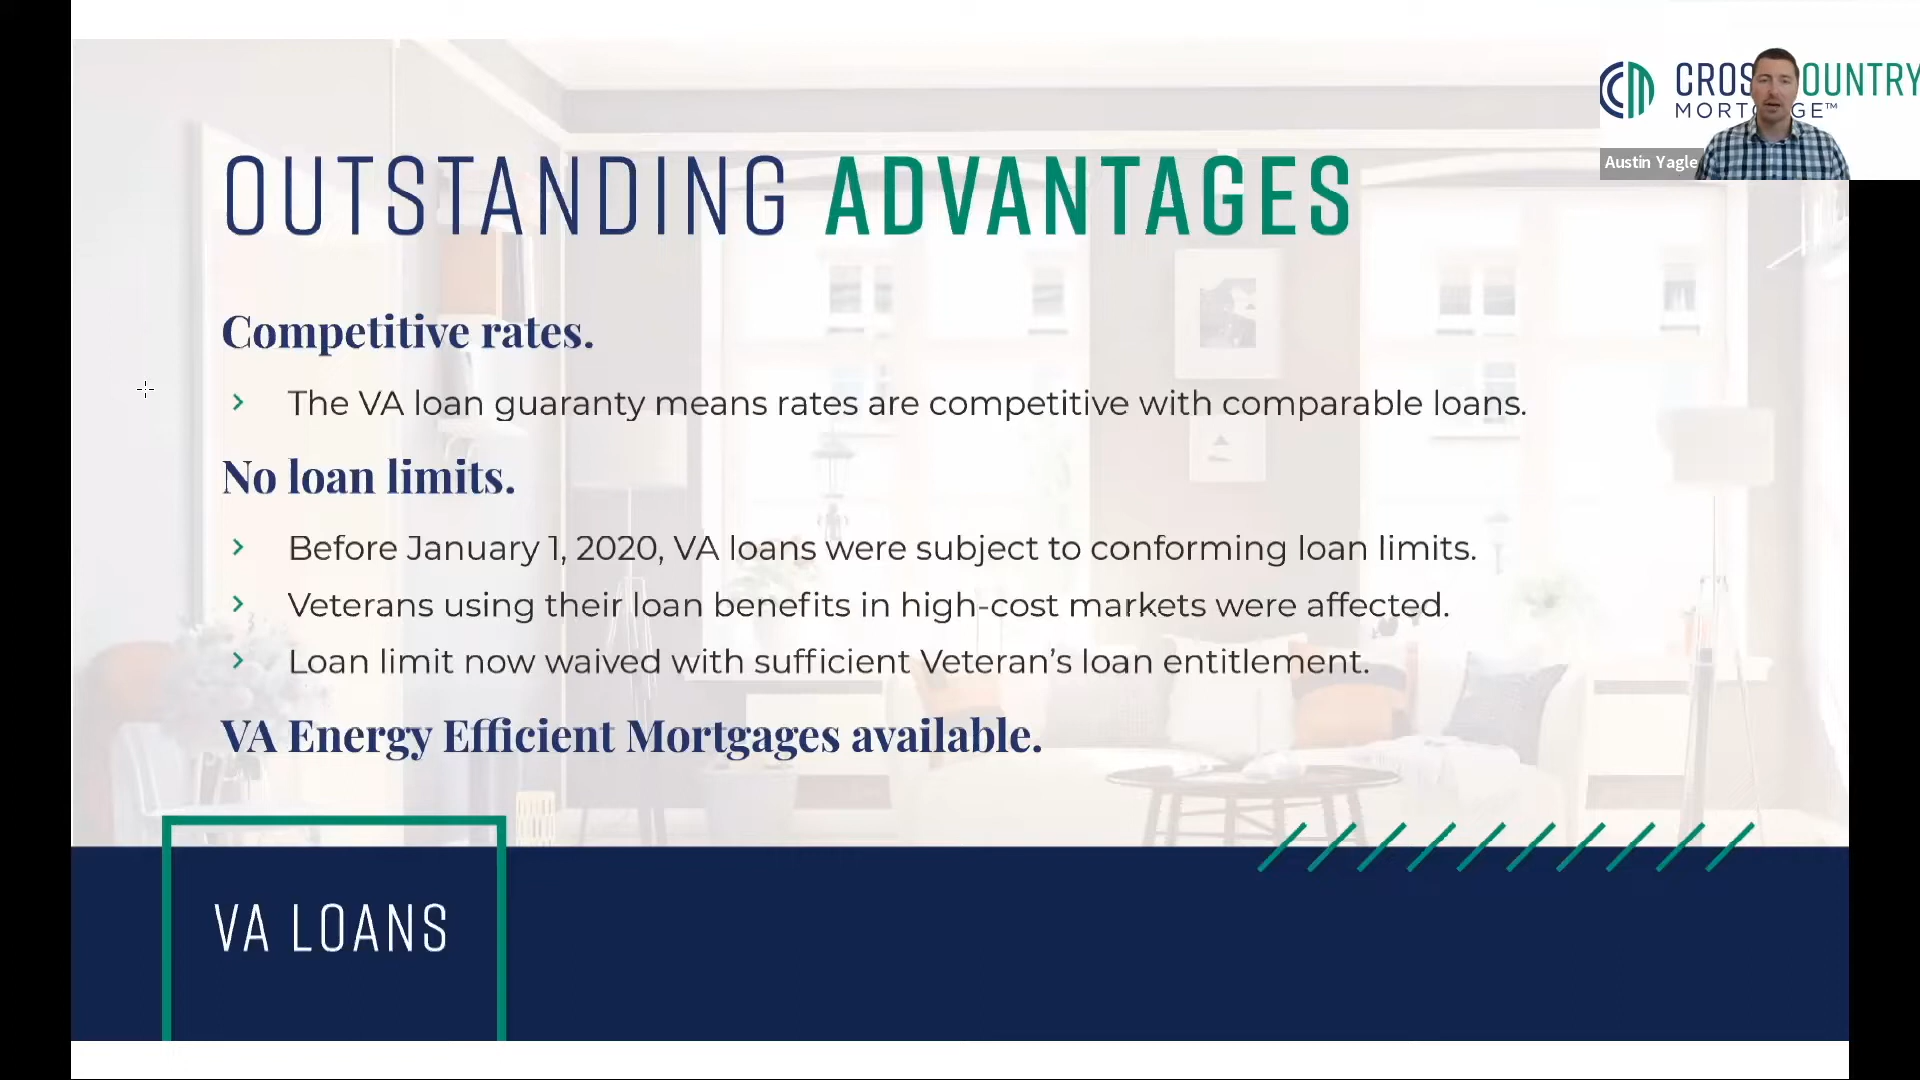 CROSSCOUNTRY
MORTGAGE™
Austin Yagle
OUTSTANDING ADVANTAGES
Competitive rates.
The VA loan guaranty means rates are competitive with comparable loans.
No loan limits.
Before January 1, 2020, VA loans were subject to conforming loan limits.
Veterans using their loan benefits in high-cost markets were affected.
Loan limit now waived with sufficient Veteran's loan entitlement.
VA Energy Efficient Mortgages available.
VA LOANS